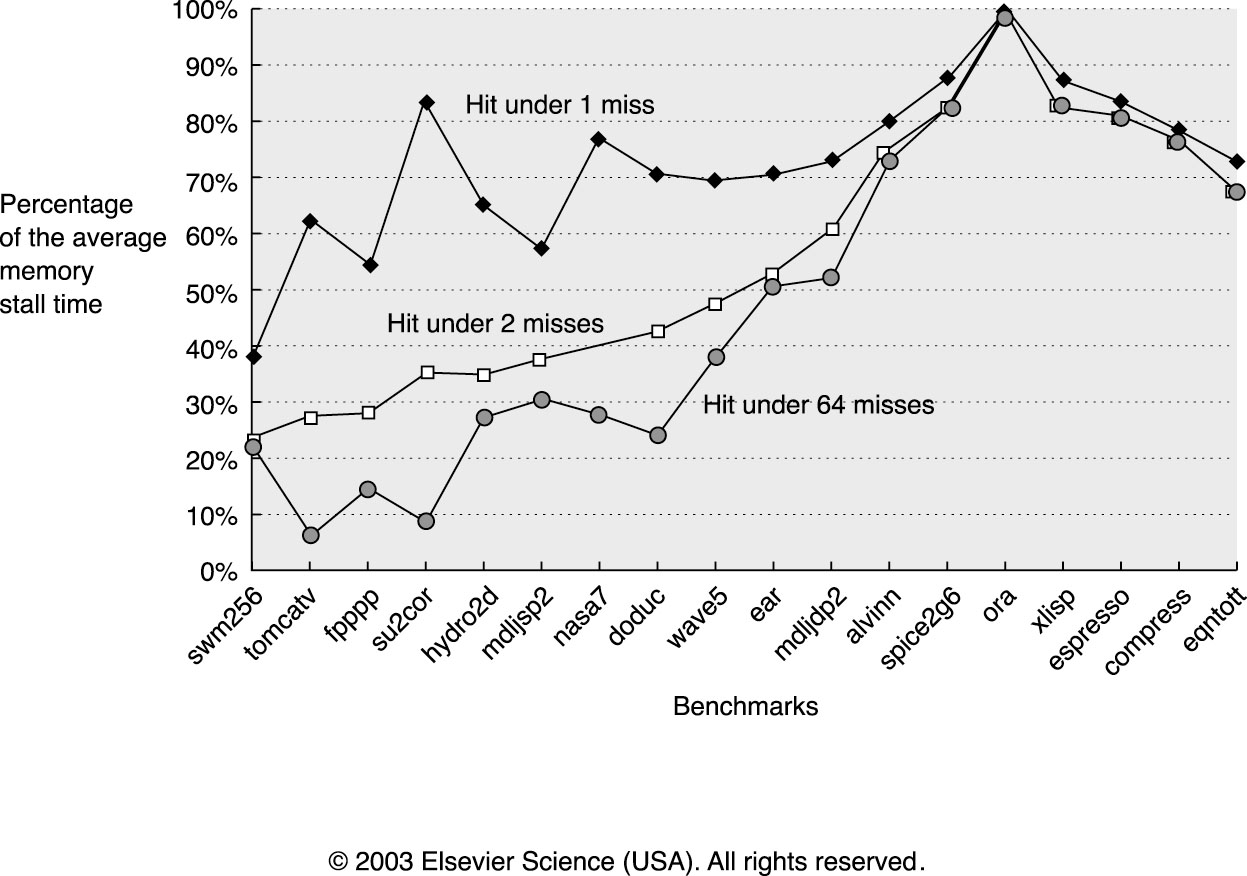 100%
90%
80%
70%
60%
50%
40%
30%
20%
10%
0%
Percentage
of the average
memory
stall time
Hit under 1 miss
Hit under 2 misses
Hit under 64 misses
swm256
tomcatv
fpppp
su2cor
hydro2d
mdljsp2
nasa7
doduc
wave5
ear
mdljdp2
alvinn
spice2g6
ora
xlisp
espresso
compress
eqntott
Benchmarks
© 2003 Elsevier Science (USA). All rights reserved.